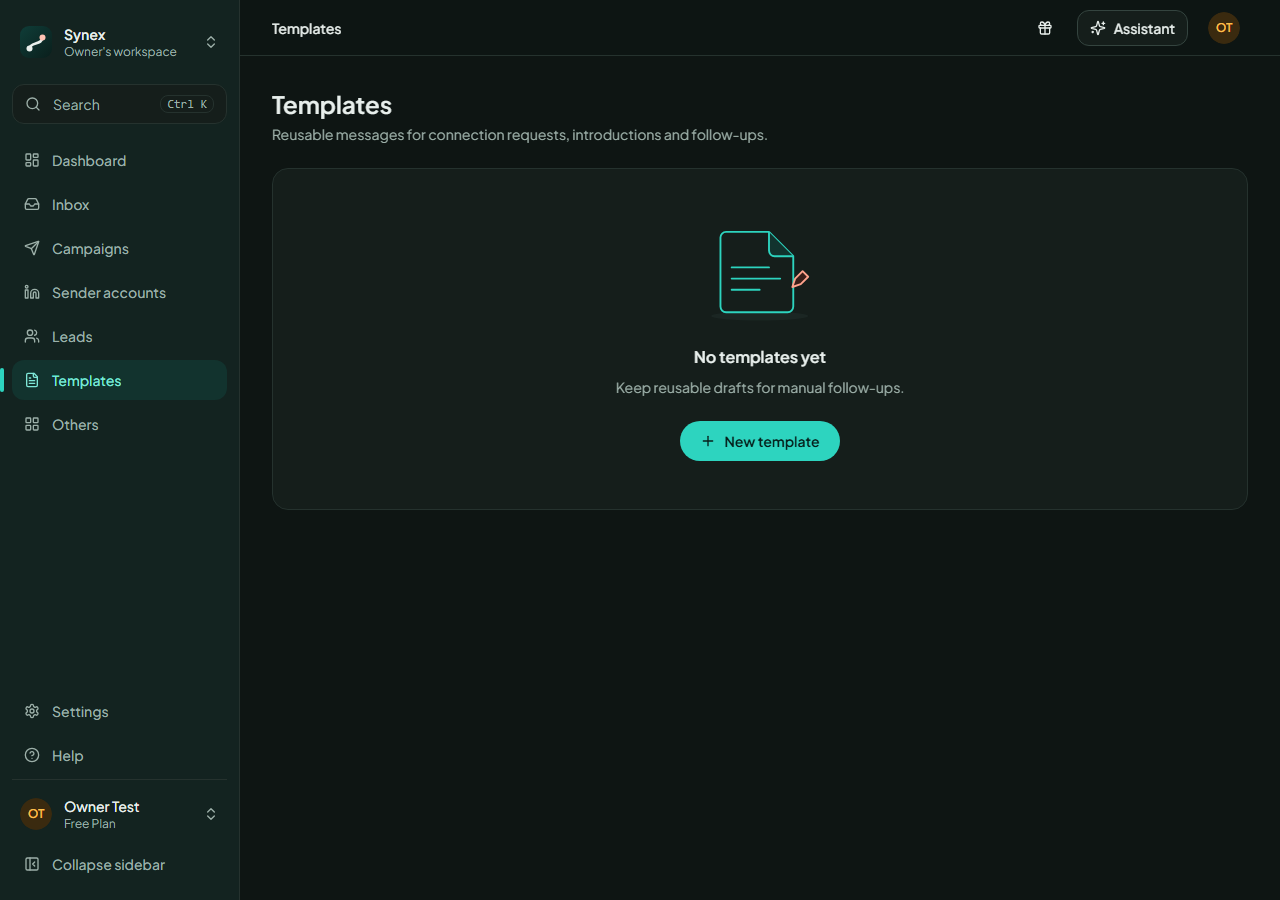 Synex
Owner's workspace
Search
Ctrl K
Dashboard
Inbox
Campaigns
Sender accounts
Leads
Templates
Others
Settings
Help
OT
Owner Test
Free Plan
Collapse sidebar
Templates
Assistant
OT
Templates
Reusable messages for connection requests, introductions and follow-ups.
No templates yet
Keep reusable drafts for manual follow-ups.
New template